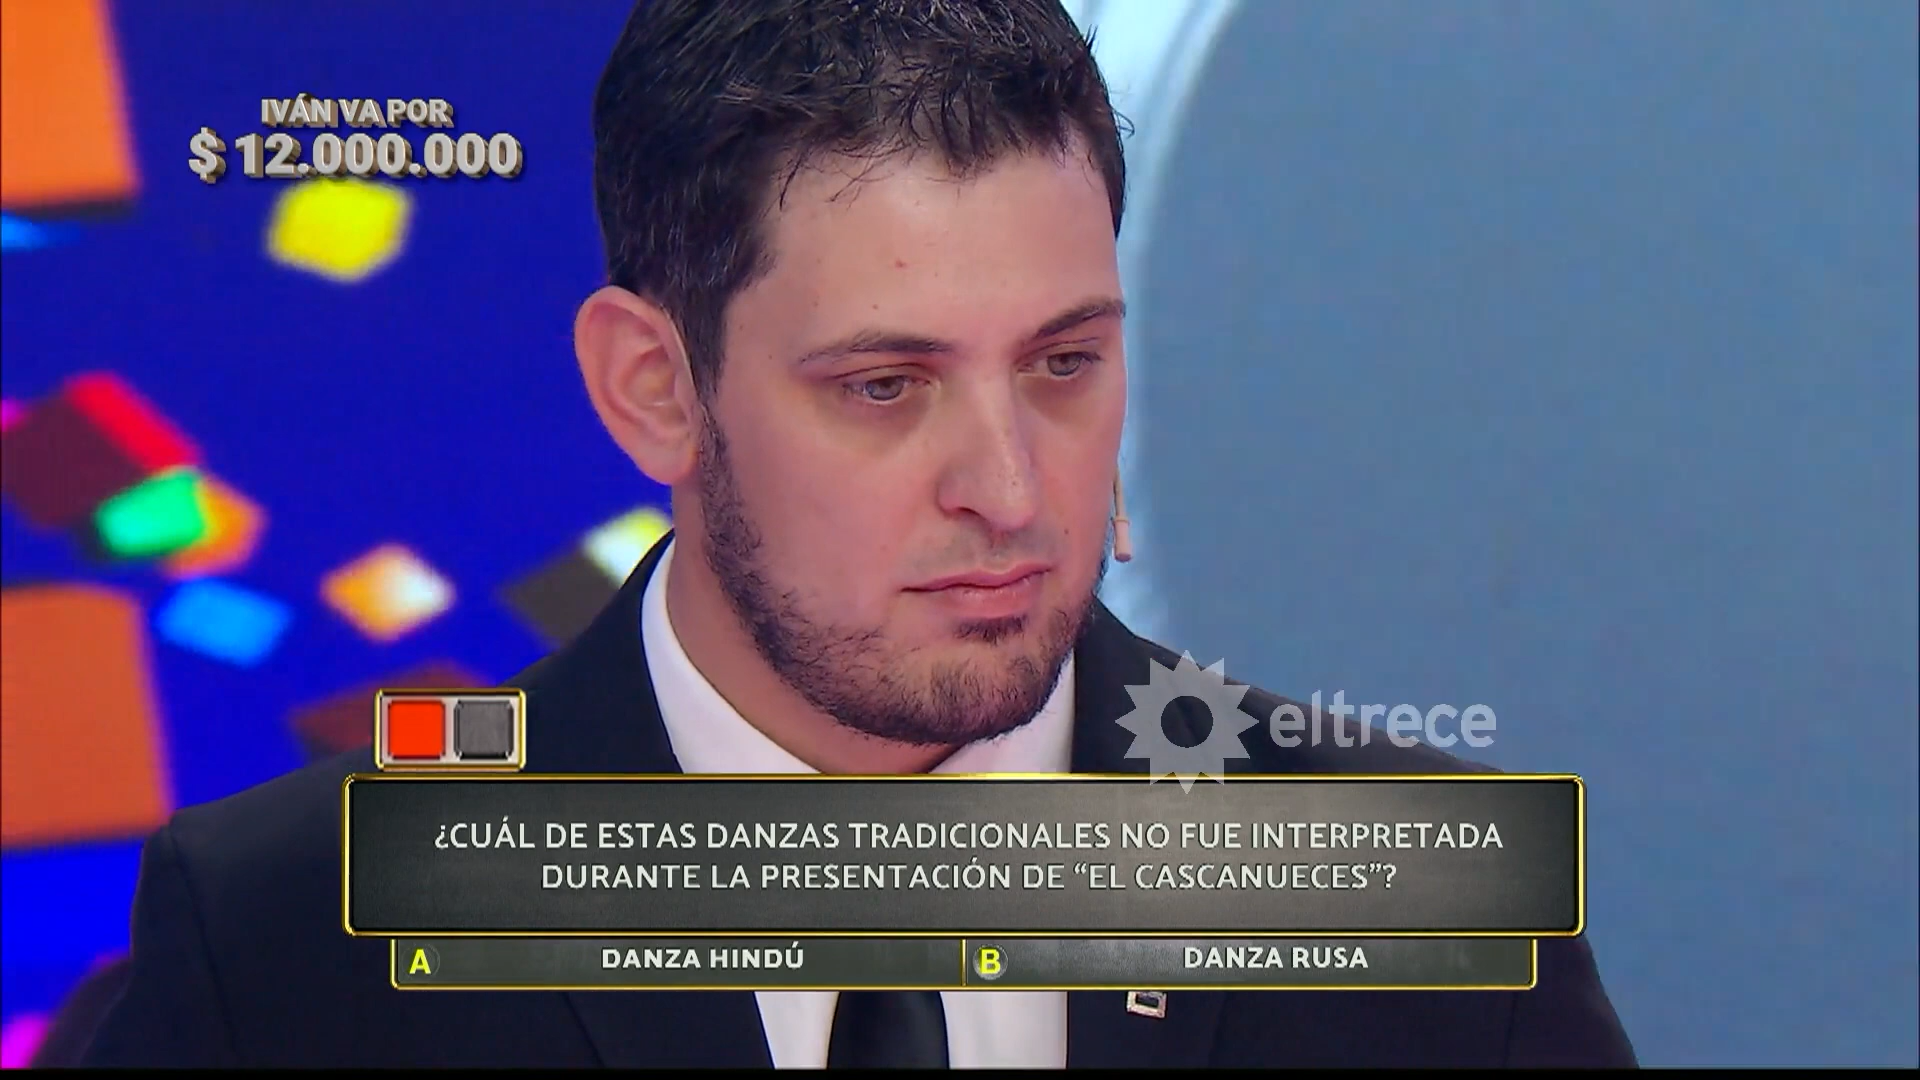 IVÁN VA POR
$ 12.000.000
eltrece
¿CUÁL DE ESTAS DANZAS TRADICIONALES NO FUE INTERPRETADA
DURANTE LA PRESENTACIÓN DE “EL CASCANUECES”?
A DANZA HINDÚ B DANZA RUSA